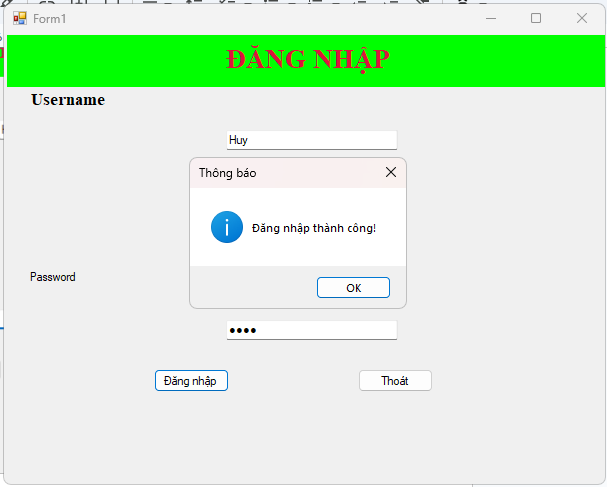 Form1
ĐĂNG NHẬP
Username
Huy
Thông báo
Đăng nhập thành công!
OK
Password
••••
Đăng nhập
Thoát